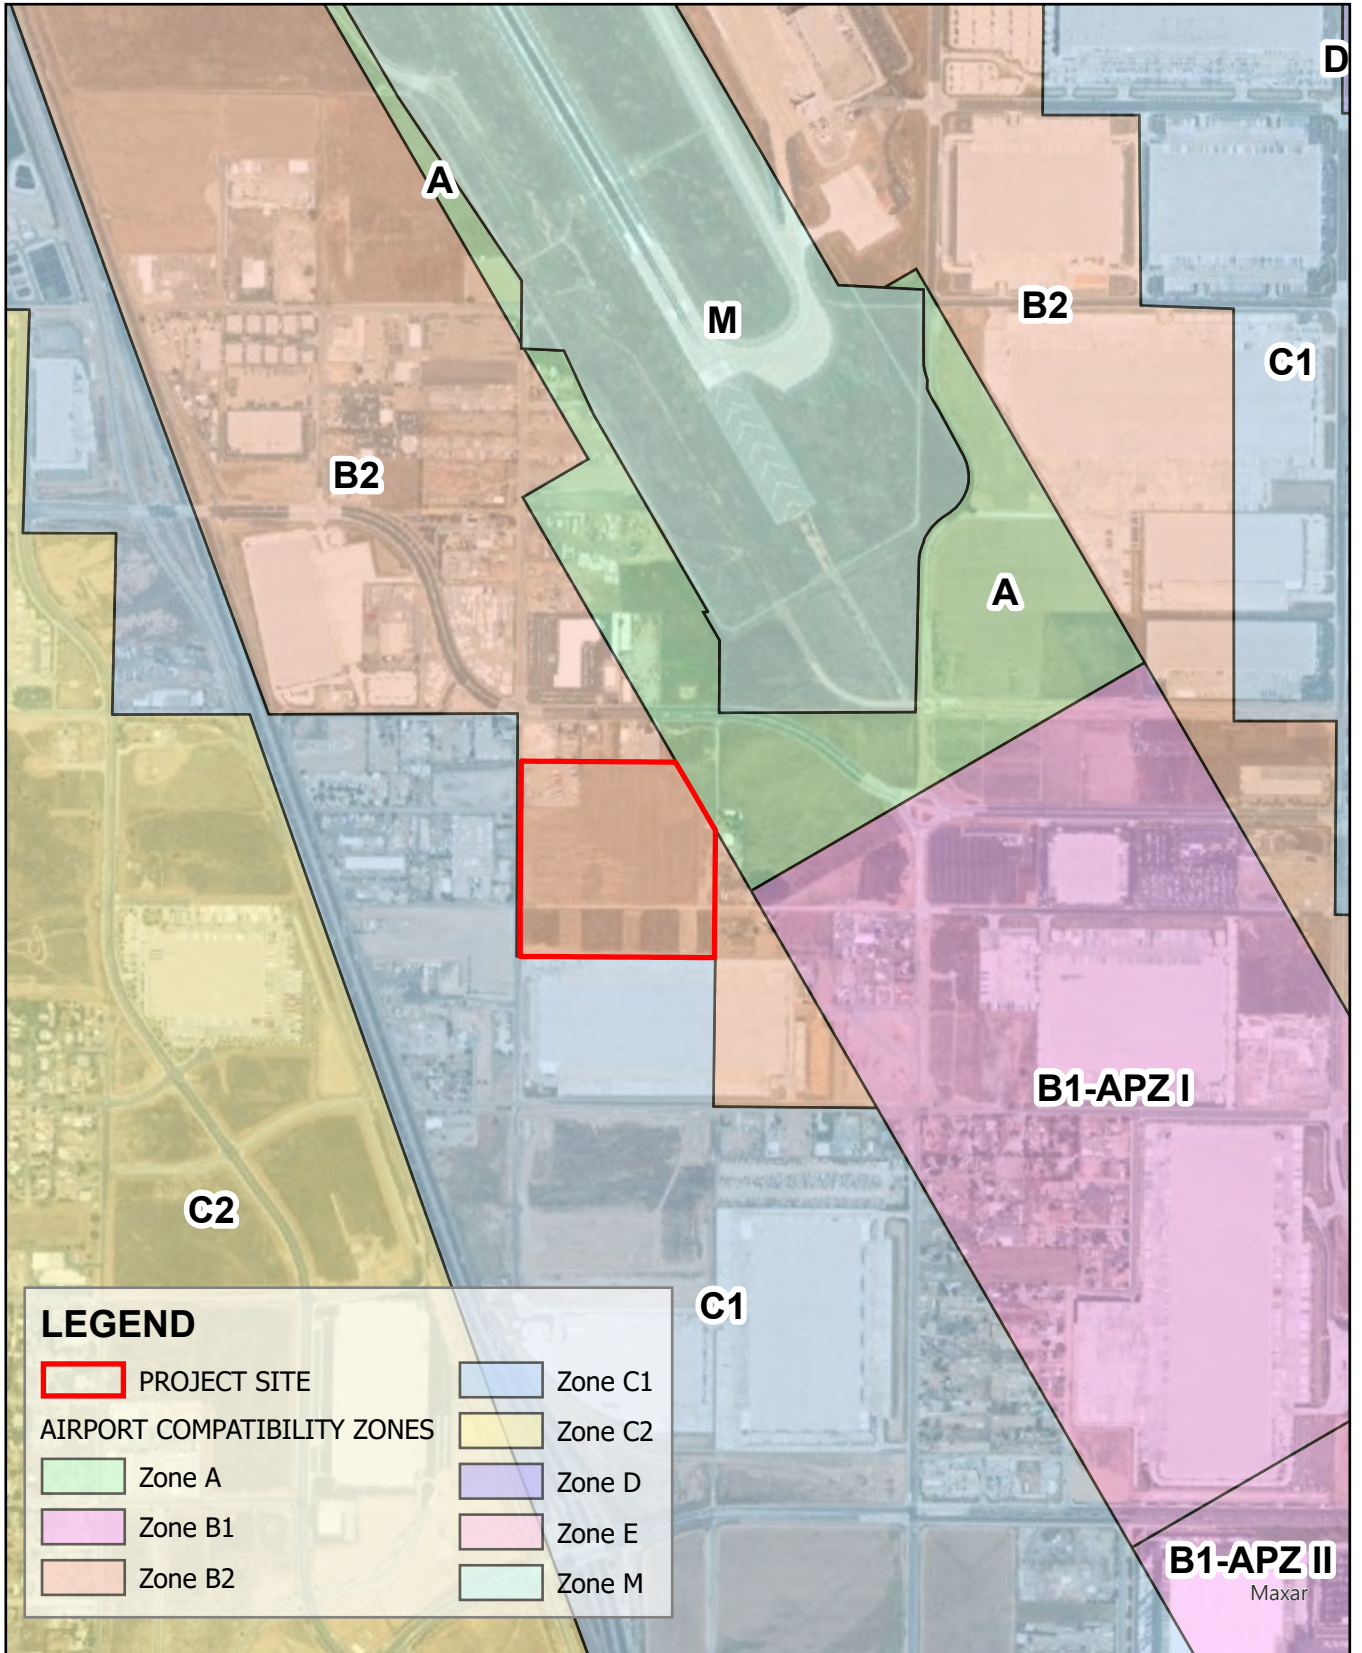 D
A
M
B2
C1
B2
A
B1-APZ I
C2
C1
LEGEND
PROJECT SITE
AIRPORT COMPATIBILITY ZONES
Zone A
Zone B1
Zone B2
Zone C1
Zone C2
Zone D
Zone E
Zone M
B1-APZ II
Maxar